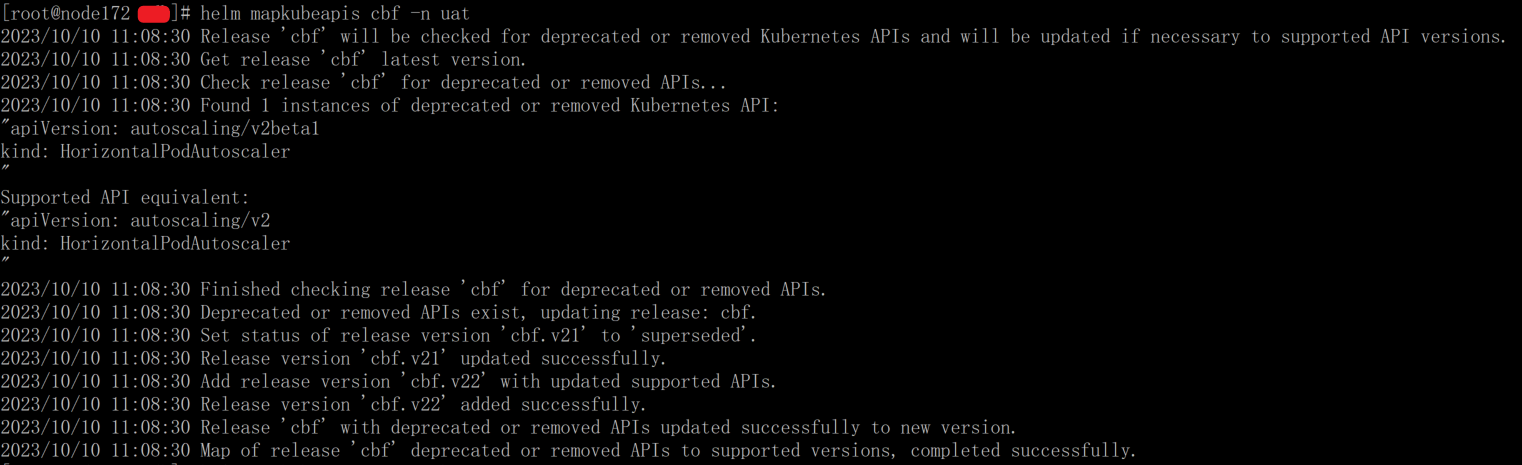 [root@node172 ]# helm mapkubeapis cbf -n uat
2023/10/10 11:08:30 Release 'cbf' will be checked for deprecated or removed Kubernetes APIs and will be updated if necessary to supported API versions.
2023/10/10 11:08:30 Get release 'cbf' latest version.
2023/10/10 11:08:30 Check release 'cbf' for deprecated or removed APIs...
2023/10/10 11:08:30 Found 1 instances of deprecated or removed Kubernetes API:
"apiVersion: autoscaling/v2beta1
kind: HorizontalPodAutoscaler
"
Supported API equivalent:
"apiVersion: autoscaling/v2
kind: HorizontalPodAutoscaler
"
2023/10/10 11:08:30 Finished checking release 'cbf' for deprecated or removed APIs.
2023/10/10 11:08:30 Deprecated or removed APIs exist, updating release: cbf.
2023/10/10 11:08:30 Set status of release version 'cbf.v21' to 'superseded'.
2023/10/10 11:08:30 Release version 'cbf.v21' updated successfully.
2023/10/10 11:08:30 Add release version 'cbf.v22' with updated supported APIs.
2023/10/10 11:08:30 Release version 'cbf.v22' added successfully.
2023/10/10 11:08:30 Release 'cbf' with deprecated or removed APIs updated successfully to new version.
2023/10/10 11:08:30 Map of release 'cbf' deprecated or removed APIs to supported versions, completed successfully.